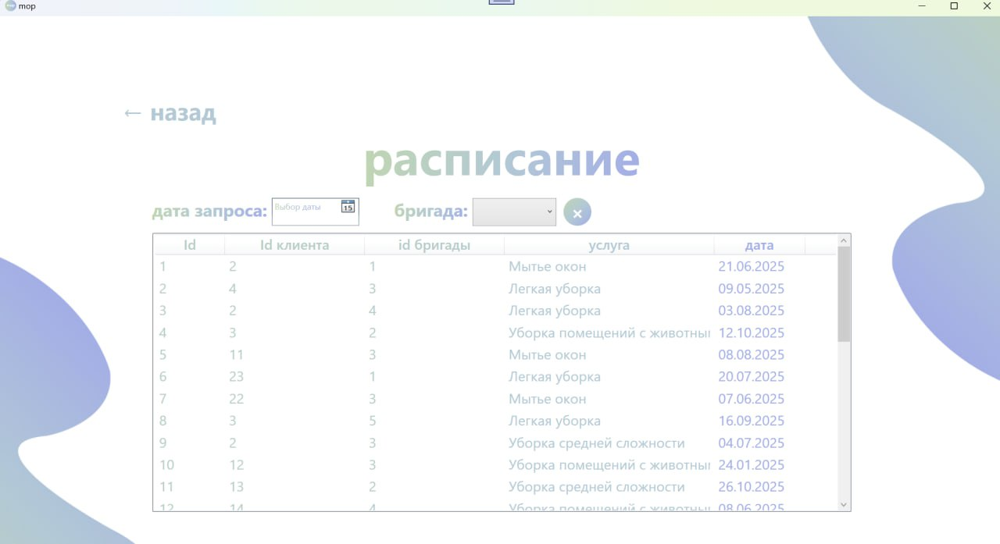 mop
← назад
расписание
дата запроса: Выбор даты 15 бригада:
Id Id клиента id бригады услуга дата
1 2 1 Мытье окон 21.06.2025
2 4 3 Легкая уборка 09.05.2025
3 2 4 Легкая уборка 03.08.2025
4 3 2 Уборка помещений с животны 12.10.2025
5 11 3 Мытье окон 08.08.2025
6 23 1 Легкая уборка 20.07.2025
7 22 3 Мытье окон 07.06.2025
8 3 5 Легкая уборка 16.09.2025
9 2 3 Уборка средней сложности 04.07.2025
10 12 3 Уборка помещений с животны 24.01.2025
11 13 2 Уборка средней сложности 26.10.2025
12 14 4 Уборка помещений с животны 08.06.2025